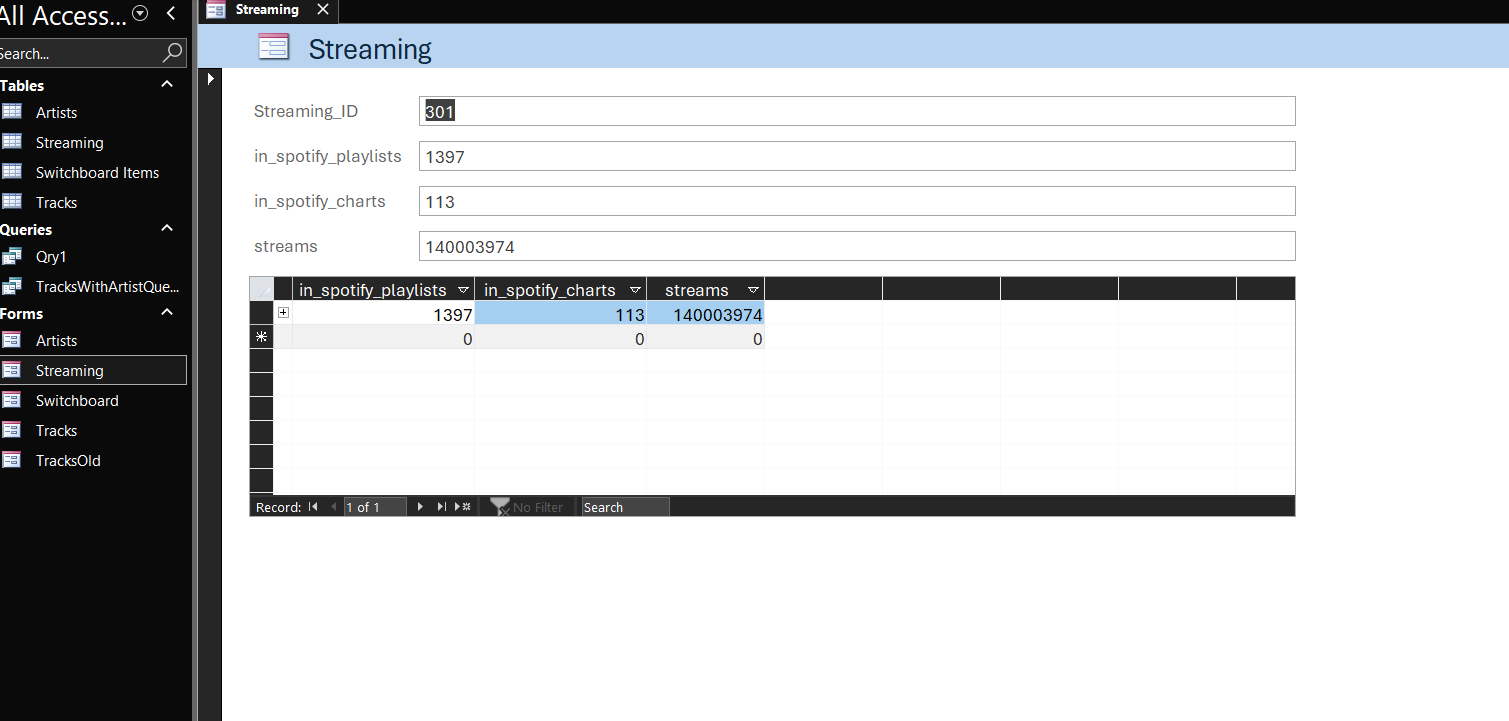 All Access...
Search...
Tables
Artists
Streaming
Switchboard Items
Tracks
Queries
Qry1
TracksWithArtistQue...
Forms
Artists
Streaming
Switchboard
Tracks
TracksOld
Streaming
Streaming
Streaming_ID 301
in_spotify_playlists 1397
in_spotify_charts 113
streams 140003974
in_spotify_playlists in_spotify_charts streams
1397 113 140003974
0 0 0
Record: 1 of 1 No Filter Search